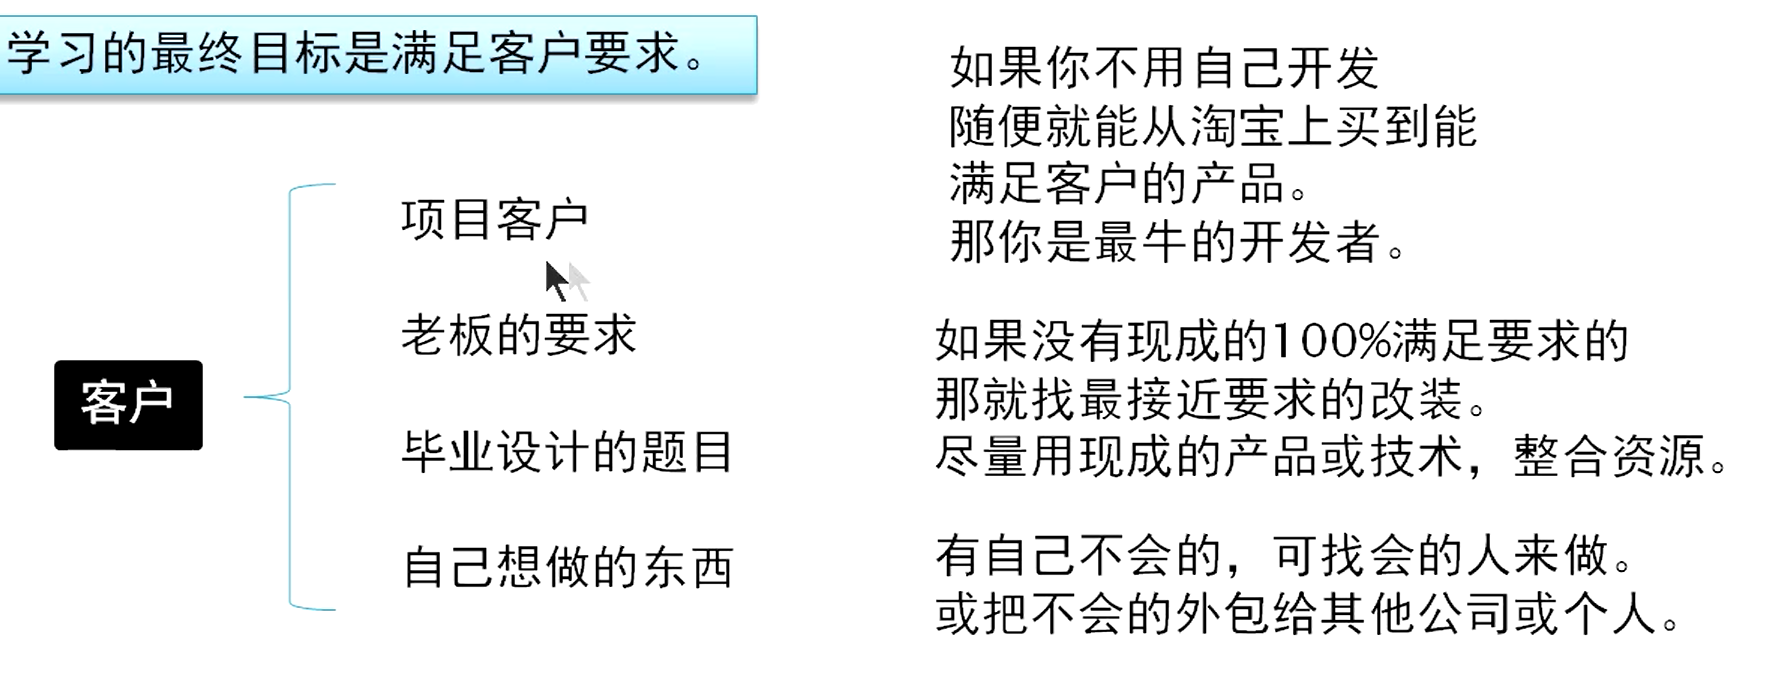 学习的最终目标是满足客户要求。
客户
项目客户
老板的要求
毕业设计的题目
自己想做的东西
如果你不用自己开发
随便就能从淘宝上买到能
满足客户的产品。
那你是最牛的开发者。
如果没有现成的100%满足要求的
那就找最接近要求的改装。
尽量用现成的产品或技术，整合资源。
有自己不会的，可找会的人来做。
或把不会的外包给其他公司或个人。